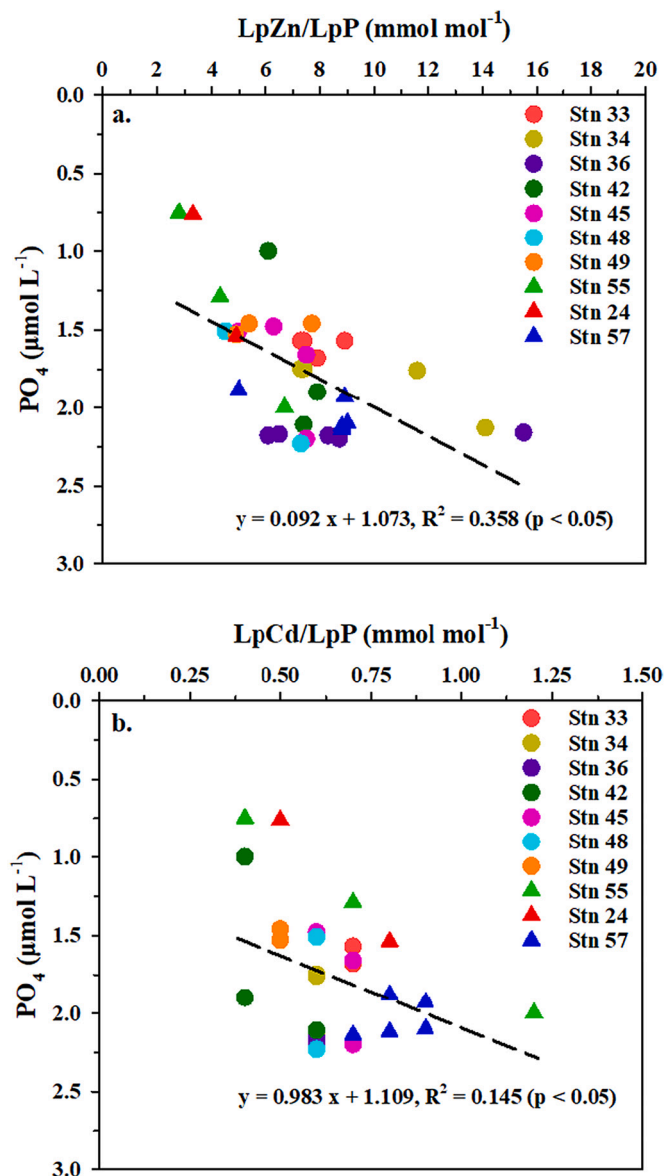 LpZn/LpP (mmol mol⁻¹)
0 2 4 6 8 10 12 14 16 18 20
a.
PO₄ (μmol L⁻¹)
0.0
0.5
1.0
1.5
2.0
2.5
3.0
Stn 33
Stn 34
Stn 36
Stn 42
Stn 45
Stn 48
Stn 49
Stn 55
Stn 24
Stn 57
y = 0.092 x + 1.073, R² = 0.358 (p < 0.05)
LpCd/LpP (mmol mol⁻¹)
0.00 0.25 0.50 0.75 1.00 1.25 1.50
b.
PO₄ (μmol L⁻¹)
0.0
0.5
1.0
1.5
2.0
2.5
3.0
Stn 33
Stn 34
Stn 36
Stn 42
Stn 45
Stn 48
Stn 49
Stn 55
Stn 24
Stn 57
y = 0.983 x + 1.109, R² = 0.145 (p < 0.05)